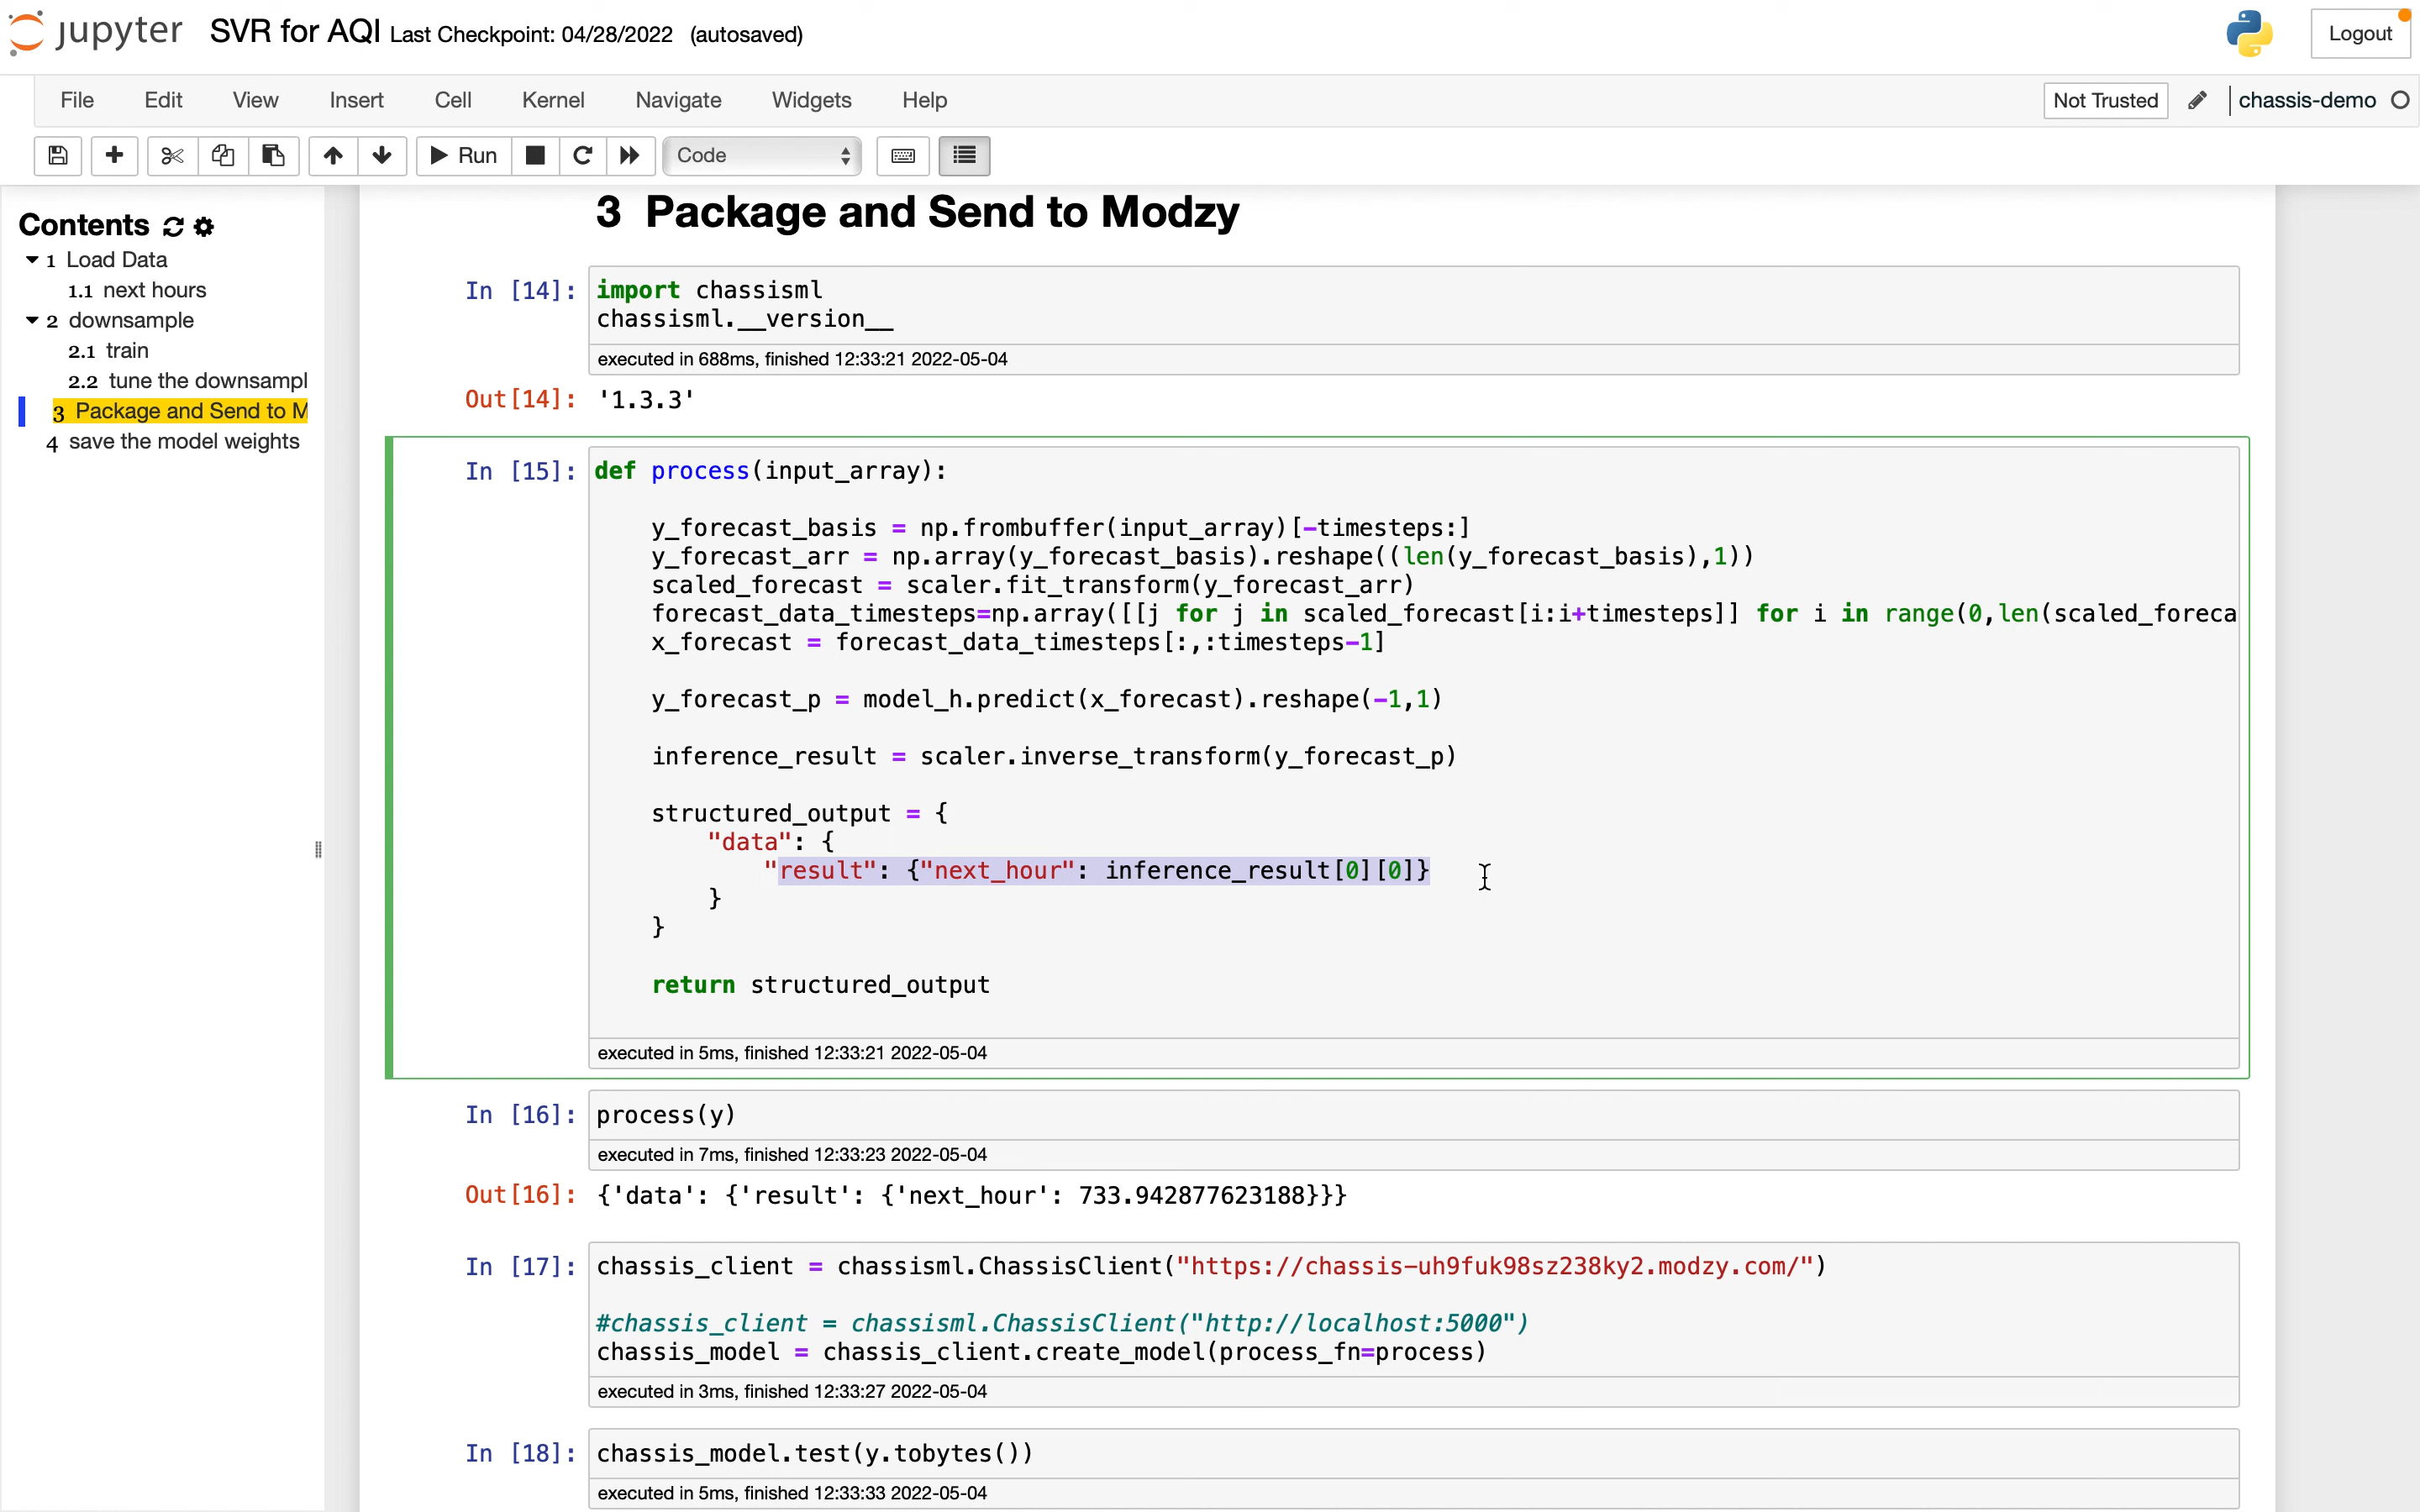 jupyter SVR for AQI Last Checkpoint: 04/28/2022 (autosaved) Logout
File Edit View Insert Cell Kernel Navigate Widgets Help Not Trusted chassis-demo
Run Code
Contents
1 Load Data
1.1 next hours
2 downsample
2.1 train
2.2 tune the downsampl
3 Package and Send to M
4 save the model weights
3 Package and Send to Modzy
In [14]: import chassisml
chassisml.__version__
executed in 688ms, finished 12:33:21 2022-05-04
Out[14]: '1.3.3'
In [15]: def process(input_array):
y_forecast_basis = np.frombuffer(input_array)[-timesteps:]
y_forecast_arr = np.array(y_forecast_basis).reshape((len(y_forecast_basis),1))
scaled_forecast = scaler.fit_transform(y_forecast_arr)
forecast_data_timesteps=np.array([[j for j in scaled_forecast[i:i+timesteps]] for i in range(0,len(scaled_foreca
x_forecast = forecast_data_timesteps[:,:timesteps-1]
y_forecast_p = model_h.predict(x_forecast).reshape(-1,1)
inference_result = scaler.inverse_transform(y_forecast_p)
structured_output = {
"data": {
"result": {"next_hour": inference_result[0][0]}
}
}
return structured_output
executed in 5ms, finished 12:33:21 2022-05-04
In [16]: process(y)
executed in 7ms, finished 12:33:23 2022-05-04
Out[16]: {'data': {'result': {'next_hour': 733.942877623188}}}
In [17]: chassis_client = chassisml.ChassisClient("https://chassis-uh9fuk98sz238ky2.modzy.com/")
#chassis_client = chassisml.ChassisClient("http://localhost:5000")
chassis_model = chassis_client.create_model(process_fn=process)
executed in 3ms, finished 12:33:27 2022-05-04
In [18]: chassis_model.test(y.tobytes())
executed in 5ms, finished 12:33:33 2022-05-04